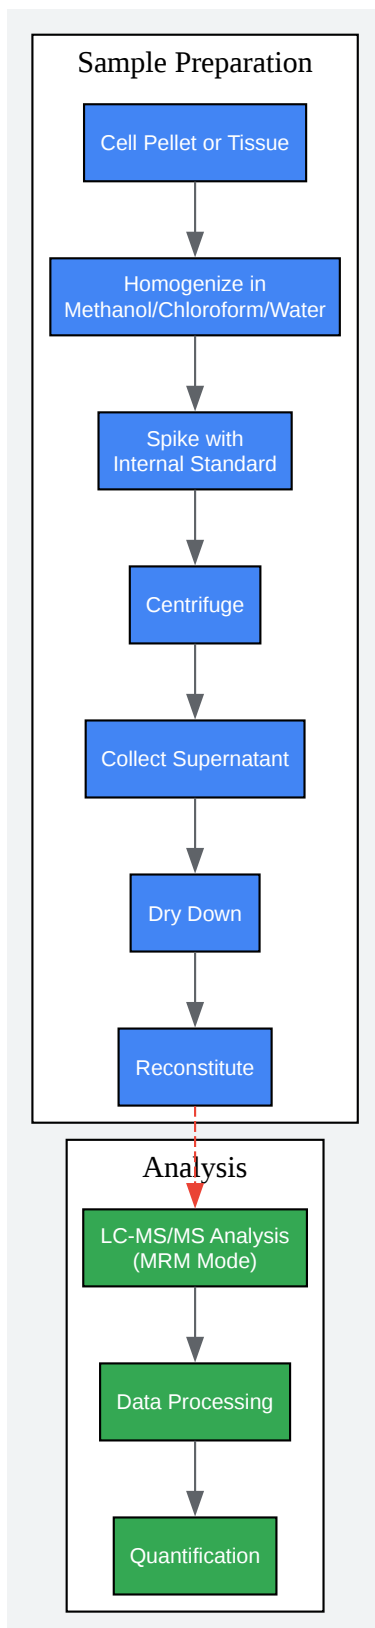 Sample Preparation
Cell Pellet or Tissue
Homogenize in
Methanol/Chloroform/Water
Spike with
Internal Standard
Centrifuge
Collect Supernatant
Dry Down
Reconstitute
Analysis
LC-MS/MS Analysis
(MRM Mode)
Data Processing
Quantification